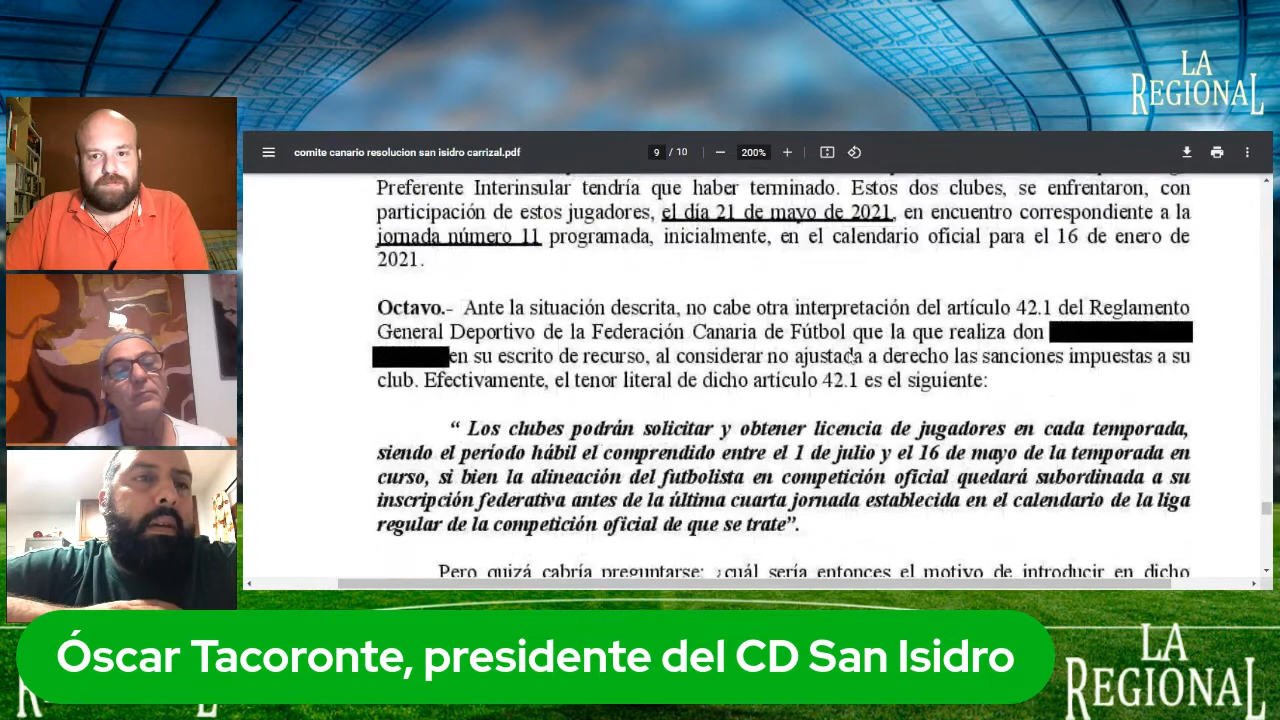 LA
REGIONAL
comite canario resolucion san isidro carrizal.pdf
9 / 10
200%
Preferente Interinsular tendría que haber terminado. Estos dos clubes, se enfrentaron, con
participación de estos jugadores, el día 21 de mayo de 2021, en encuentro correspondiente a la
jornada número 11 programada, inicialmente, en el calendario oficial para el 16 de enero de
2021.
Octavo.- Ante la situación descrita, no cabe otra interpretación del artículo 42.1 del Reglamento
General Deportivo de la Federación Canaria de Fútbol que la que realiza don
en su escrito de recurso, al considerar no ajustada a derecho las sanciones impuestas a su
club. Efectivamente, el tenor literal de dicho artículo 42.1 es el siguiente:
“ Los clubes podrán solicitar y obtener licencia de jugadores en cada temporada,
siendo el período hábil el comprendido entre el 1 de julio y el 16 de mayo de la temporada en
curso, si bien la alineación del futbolista en competición oficial quedará subordinada a su
inscripción federativa antes de la última cuarta jornada establecida en el calendario de la liga
regular de la competición oficial de que se trate”.
Pero quizá cabría preguntarse: ¿cuál sería entonces el motivo de introducir en dicho
Óscar Tacoronte, presidente del CD San Isidro
LA
REGIONAL